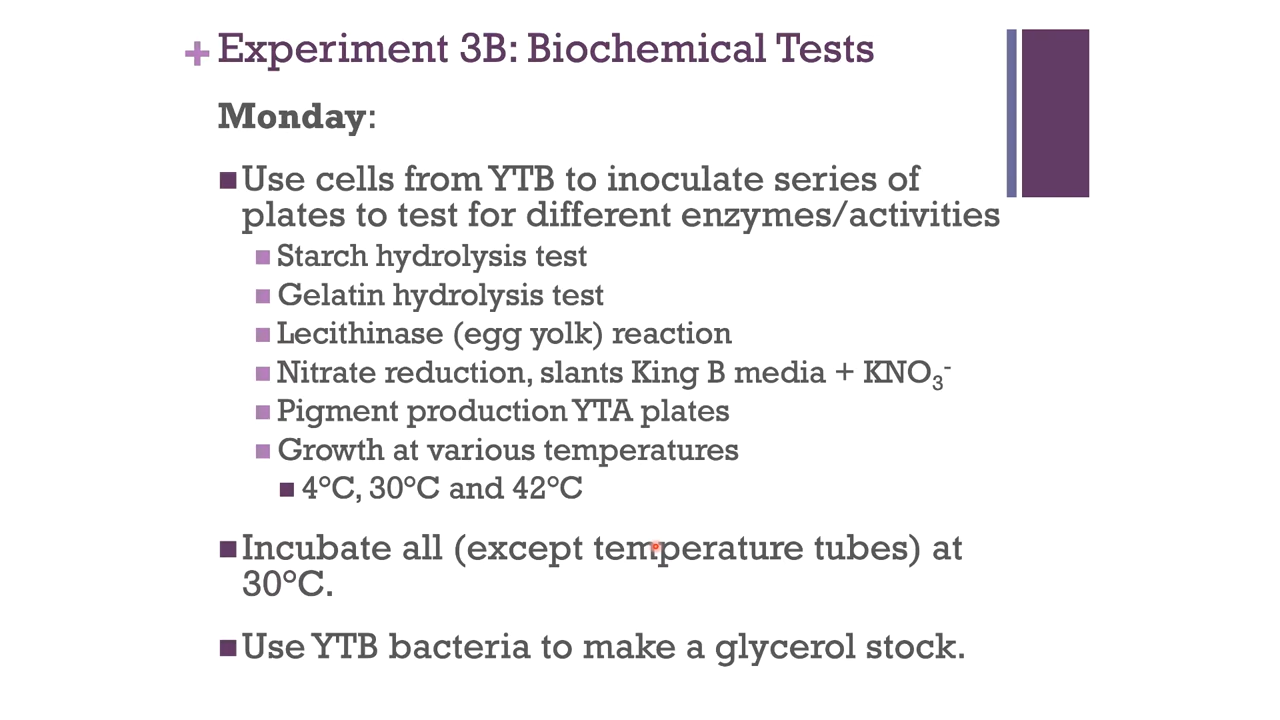 + Experiment 3B: Biochemical Tests
Monday:
■ Use cells from YTB to inoculate series of
plates to test for different enzymes/activities
■ Starch hydrolysis test
■ Gelatin hydrolysis test
■ Lecithinase (egg yolk) reaction
■ Nitrate reduction, slants King B media + KNO₃⁻
■ Pigment production YTA plates
■ Growth at various temperatures
■ 4°C, 30°C and 42°C
■ Incubate all (except temperature tubes) at
30°C.
■ Use YTB bacteria to make a glycerol stock.